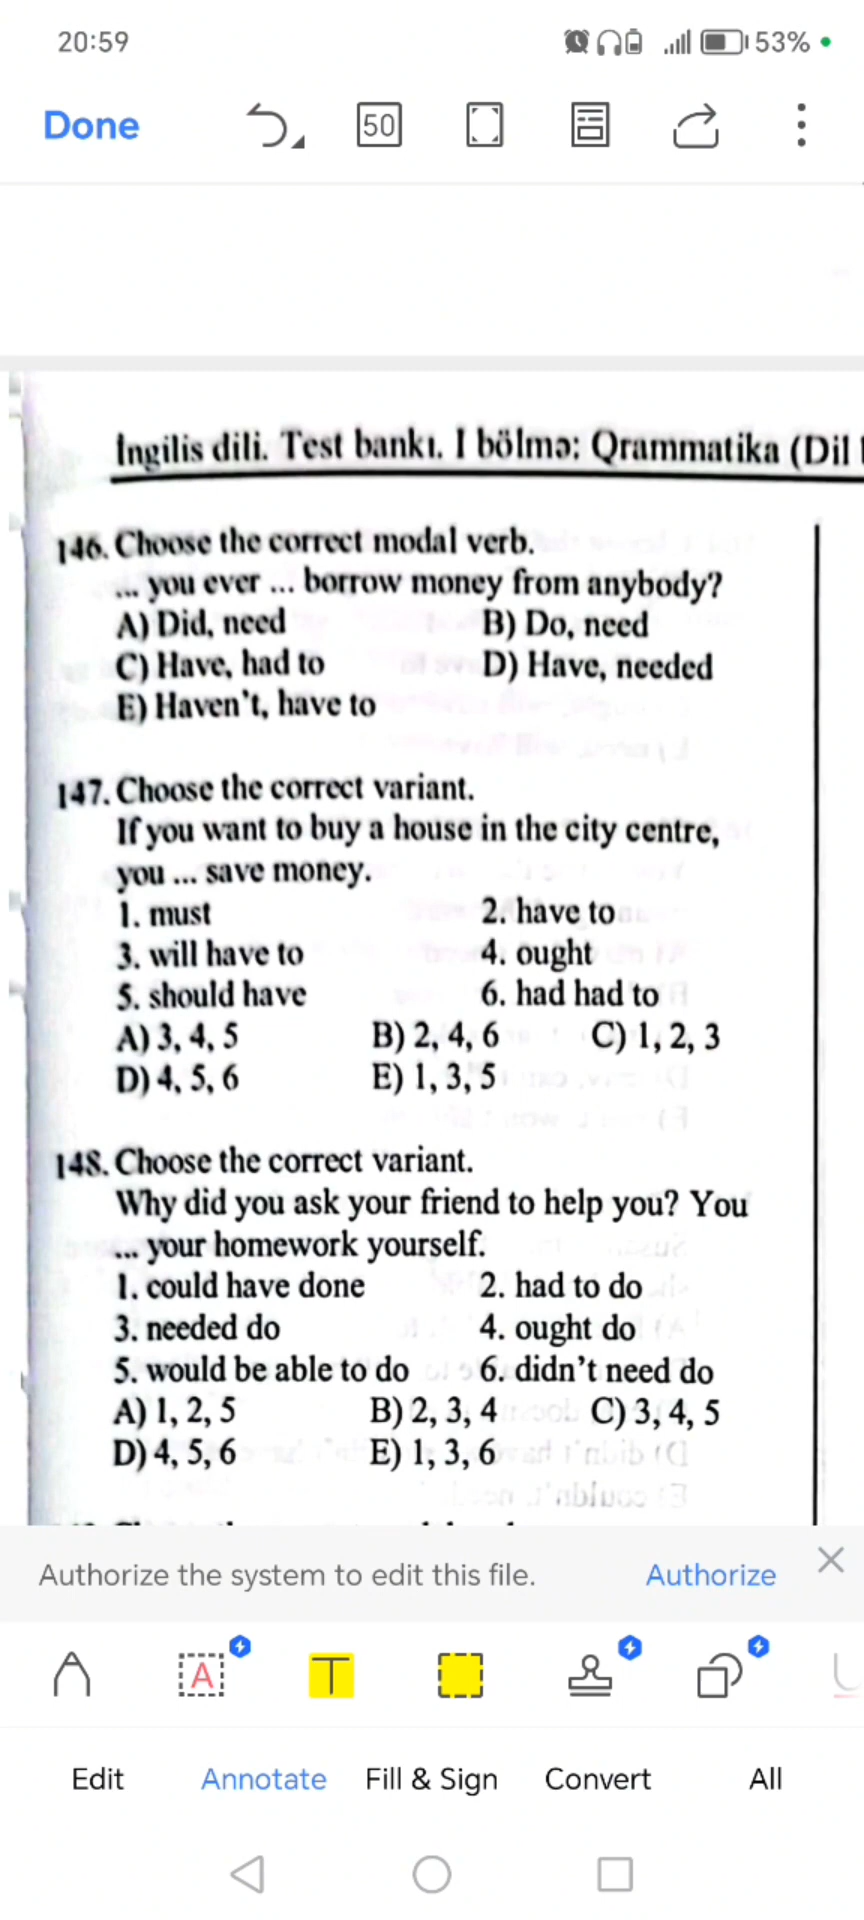 20:59
53%
Done
50
İngilis dili. Test bankı. I bölmə: Qrammatika (Dil
146. Choose the correct modal verb.
... you ever ... borrow money from anybody?
A) Did, need B) Do, need
C) Have, had to D) Have, needed
E) Haven't, have to
147. Choose the correct variant.
If you want to buy a house in the city centre,
you ... save money.
1. must 2. have to
3. will have to 4. ought
5. should have 6. had had to
A) 3, 4, 5 B) 2, 4, 6 C) 1, 2, 3
D) 4, 5, 6 E) 1, 3, 5
148. Choose the correct variant.
Why did you ask your friend to help you? You
... your homework yourself.
1. could have done 2. had to do
3. needed do 4. ought do
5. would be able to do 6. didn't need do
A) 1, 2, 5 B) 2, 3, 4 C) 3, 4, 5
D) 4, 5, 6 E) 1, 3, 6
Authorize the system to edit this file. Authorize
A T
Edit Annotate Fill & Sign Convert All